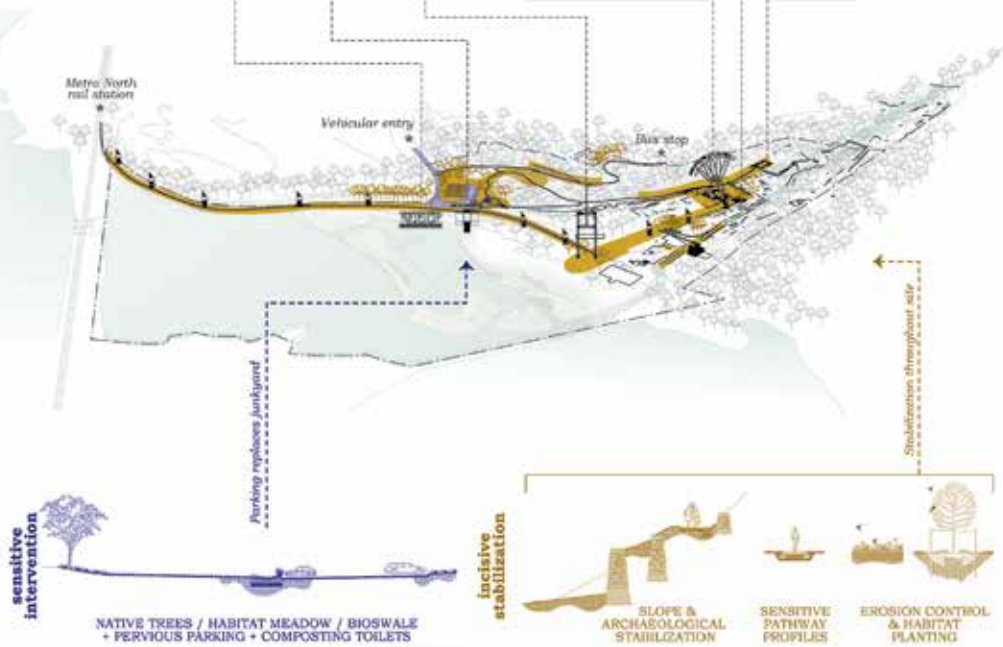 Metro North
rail station
Vehicular entry
Bus stop
Parking replaces junkyard
Stabilization throughout site
sensitive
intervention
NATIVE TREES / HABITAT MEADOW / BIOSWALE
+ PERVIOUS PARKING + COMPOSTING TOILETS
incisive
stabilization
SLOPE &
ARCHAEOLOGICAL
STABILIZATION
SENSITIVE
PATHWAY
PROFILES
EROSION CONTROL
& HABITAT
PLANTING